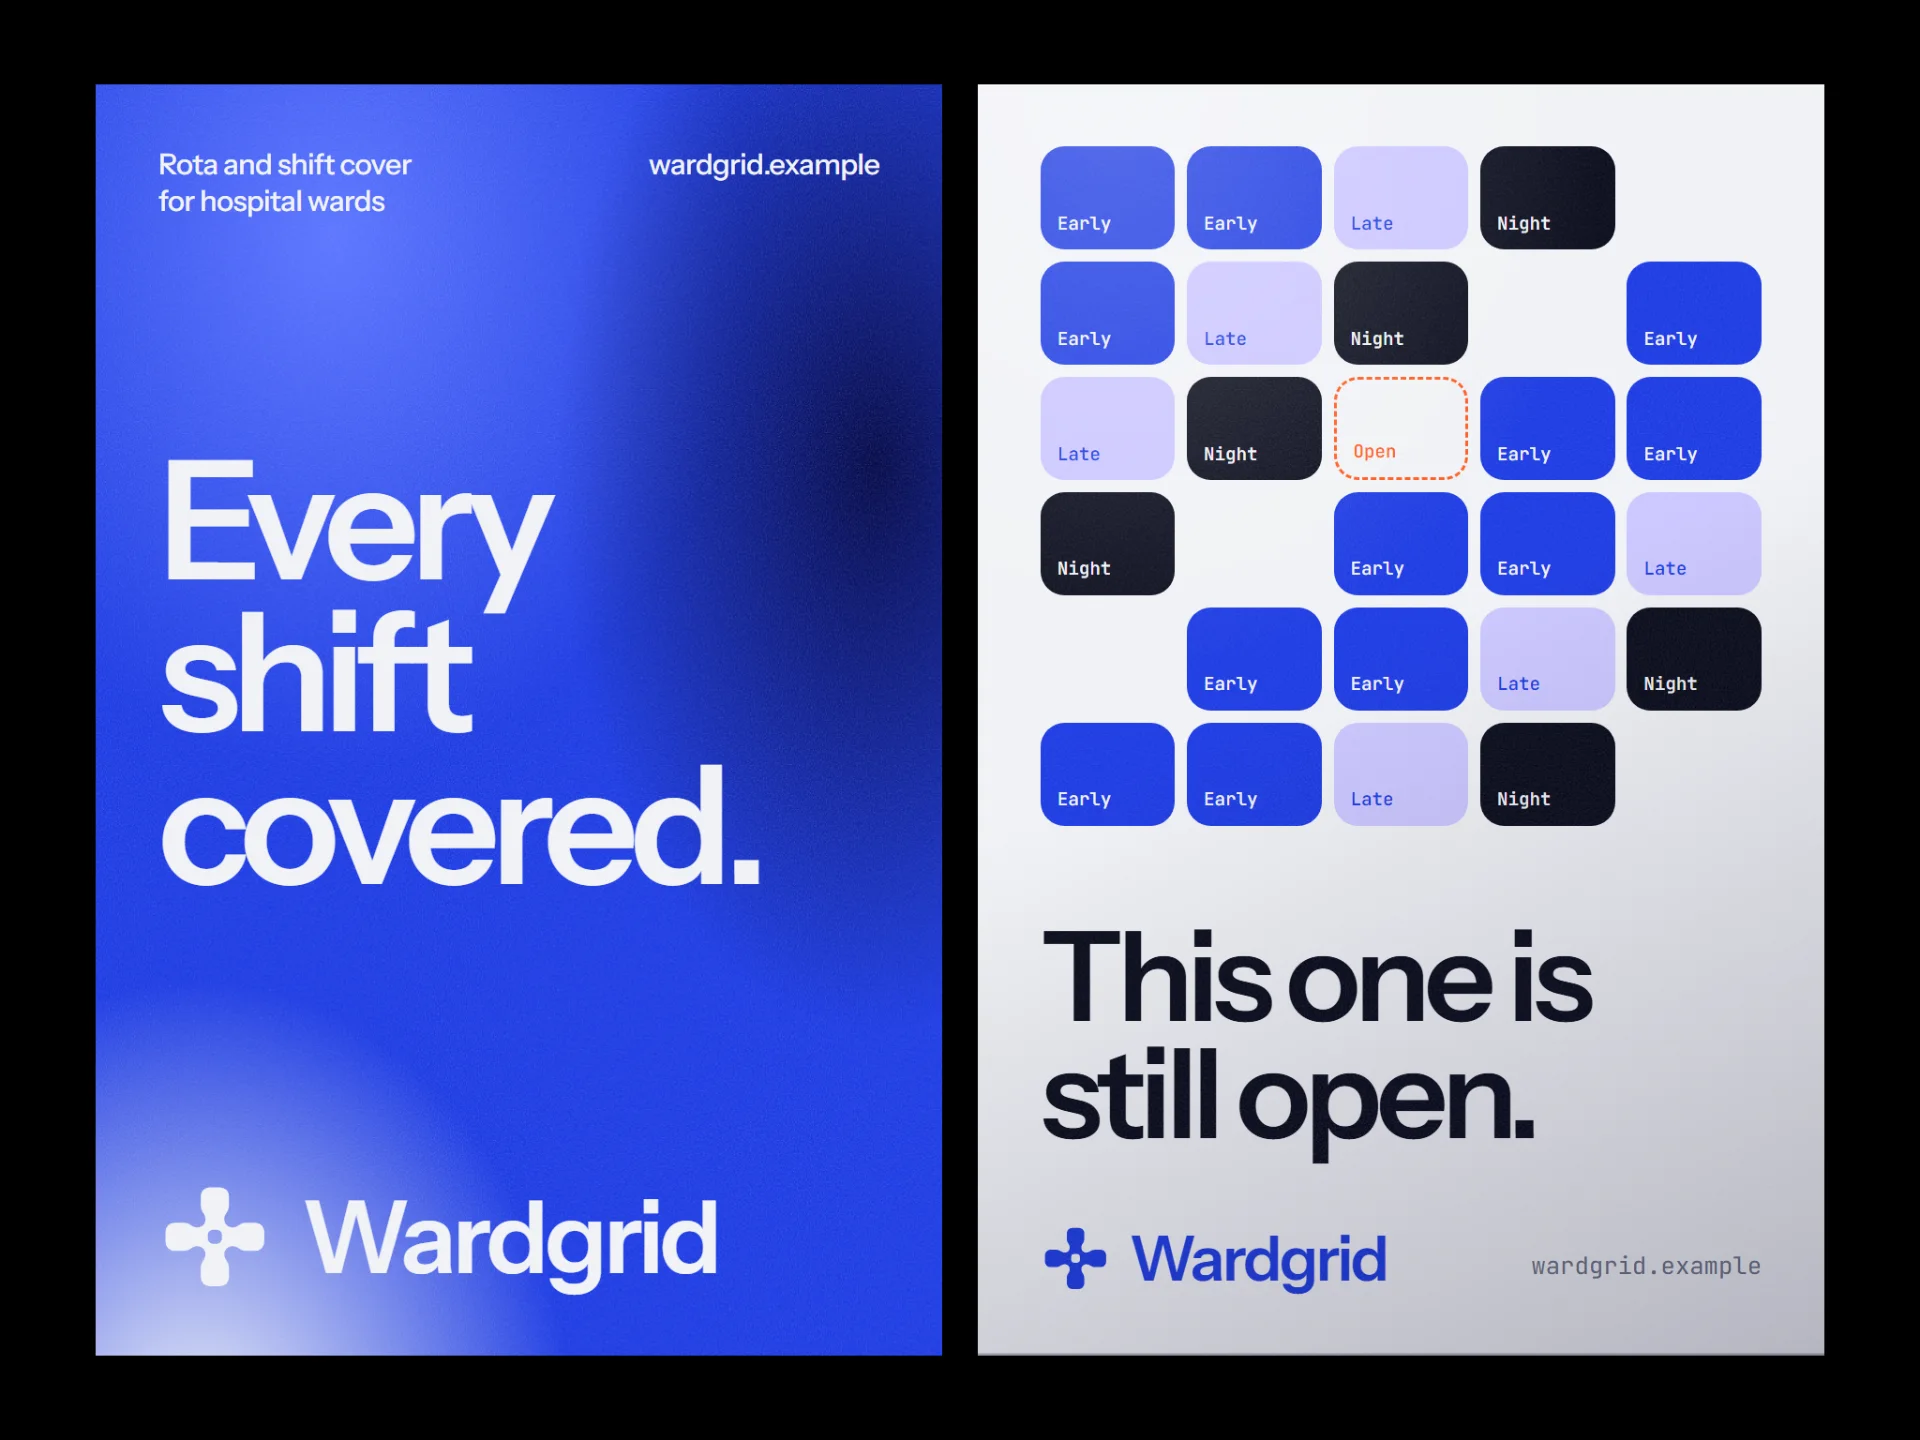 Rota and shift cover
for hospital wards
wardgrid.example
Every
shift
covered.
Wardgrid
Early Early Late Night
Early Late Night Early
Late Night Open Early Early
Night Early Early Late
Early Early Late Night
Early Early Late Night
This one is
still open.
Wardgrid
wardgrid.example